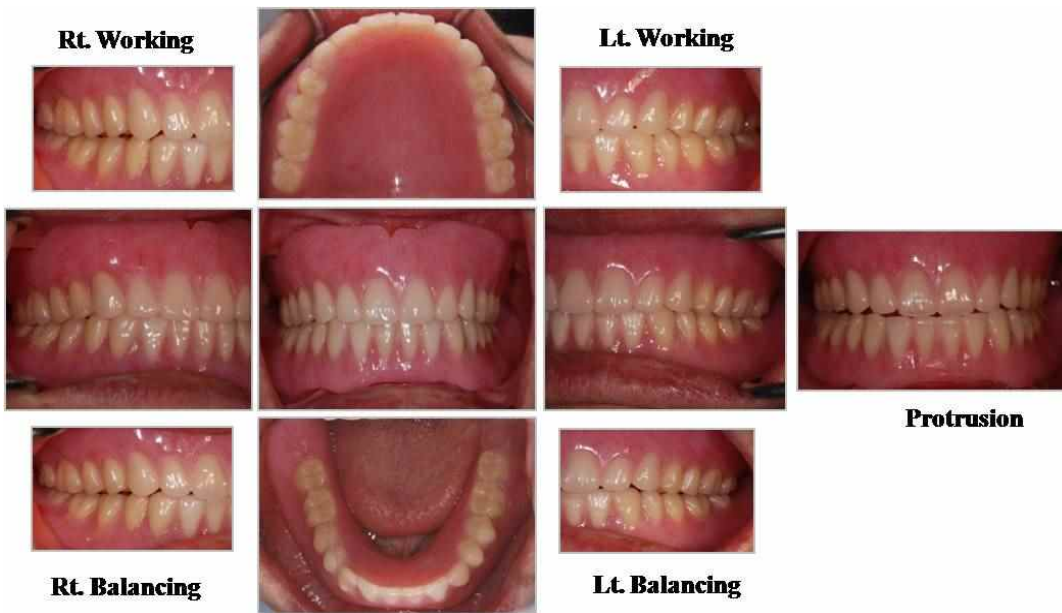 Rt. Working
Lt. Working
Protrusion
Rt. Balancing
Lt. Balancing